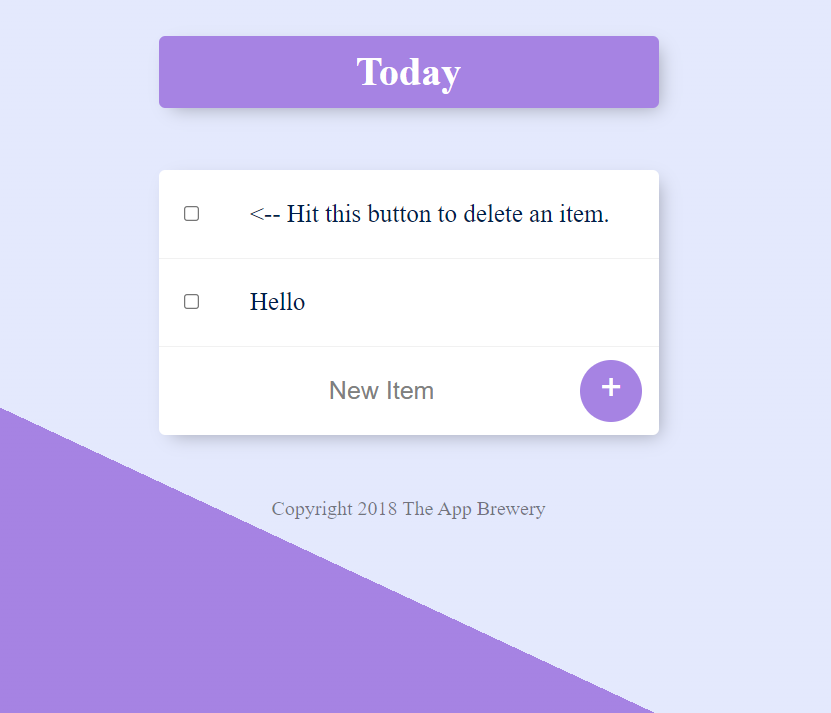 Today
<-- Hit this button to delete an item.
Hello
New Item
+
Copyright 2018 The App Brewery